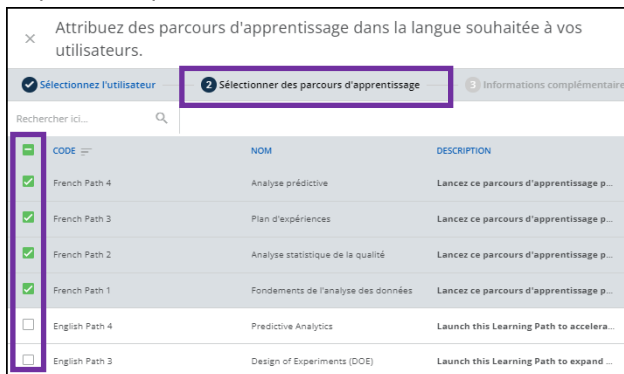 Attribuez des parcours d'apprentissage dans la langue souhaitée à vos
utilisateurs.
Sélectionnez l'utilisateur 2 Sélectionner des parcours d'apprentissage 3 Informations complémentaire
Rechercher ici...
CODE NOM DESCRIPTION
French Path 4 Analyse prédictive Lancez ce parcours d'apprentissage p...
French Path 3 Plan d'expériences Lancez ce parcours d'apprentissage p...
French Path 2 Analyse statistique de la qualité Lancez ce parcours d'apprentissage p...
French Path 1 Fondements de l'analyse des données Lancez ce parcours d'apprentissage p...
English Path 4 Predictive Analytics Launch this Learning Path to accelera...
English Path 3 Design of Experiments (DOE) Launch this Learning Path to expand ...